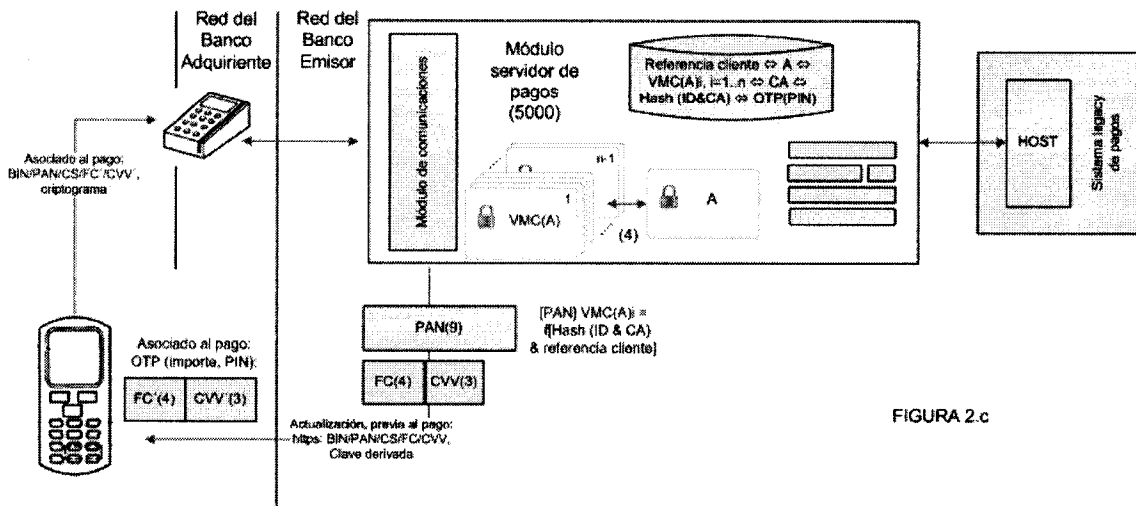 Red del
Banco
Adquiriente
Red del
Banco
Emisor
Asociado al pago:
BIN/PAN/CS/FC´/CVV´,
criptograma
Módulo de comunicaciones
Módulo
servidor de
pagos
(5000)
Referencia cliente ⇔ A ⇔
VMC(A)i, i=1..n ⇔ CA ⇔
Hash (ID&CA) ⇔ OTP(PIN)
n-1
1
VMC(A)
(4)
A
HOST
Sistema legacy
de pagos
PAN(9)
[PAN] VMC(A)i =
f[Hash (ID & CA)
& referencia cliente]
FC(4)
CVV(3)
Asociado al pago:
OTP (importe, PIN):
FC´(4)
CVV´(3)
Actualización, previa al pago:
https: BIN/PAN/CS/FC/CVV,
Clave derivada
FIGURA 2.c